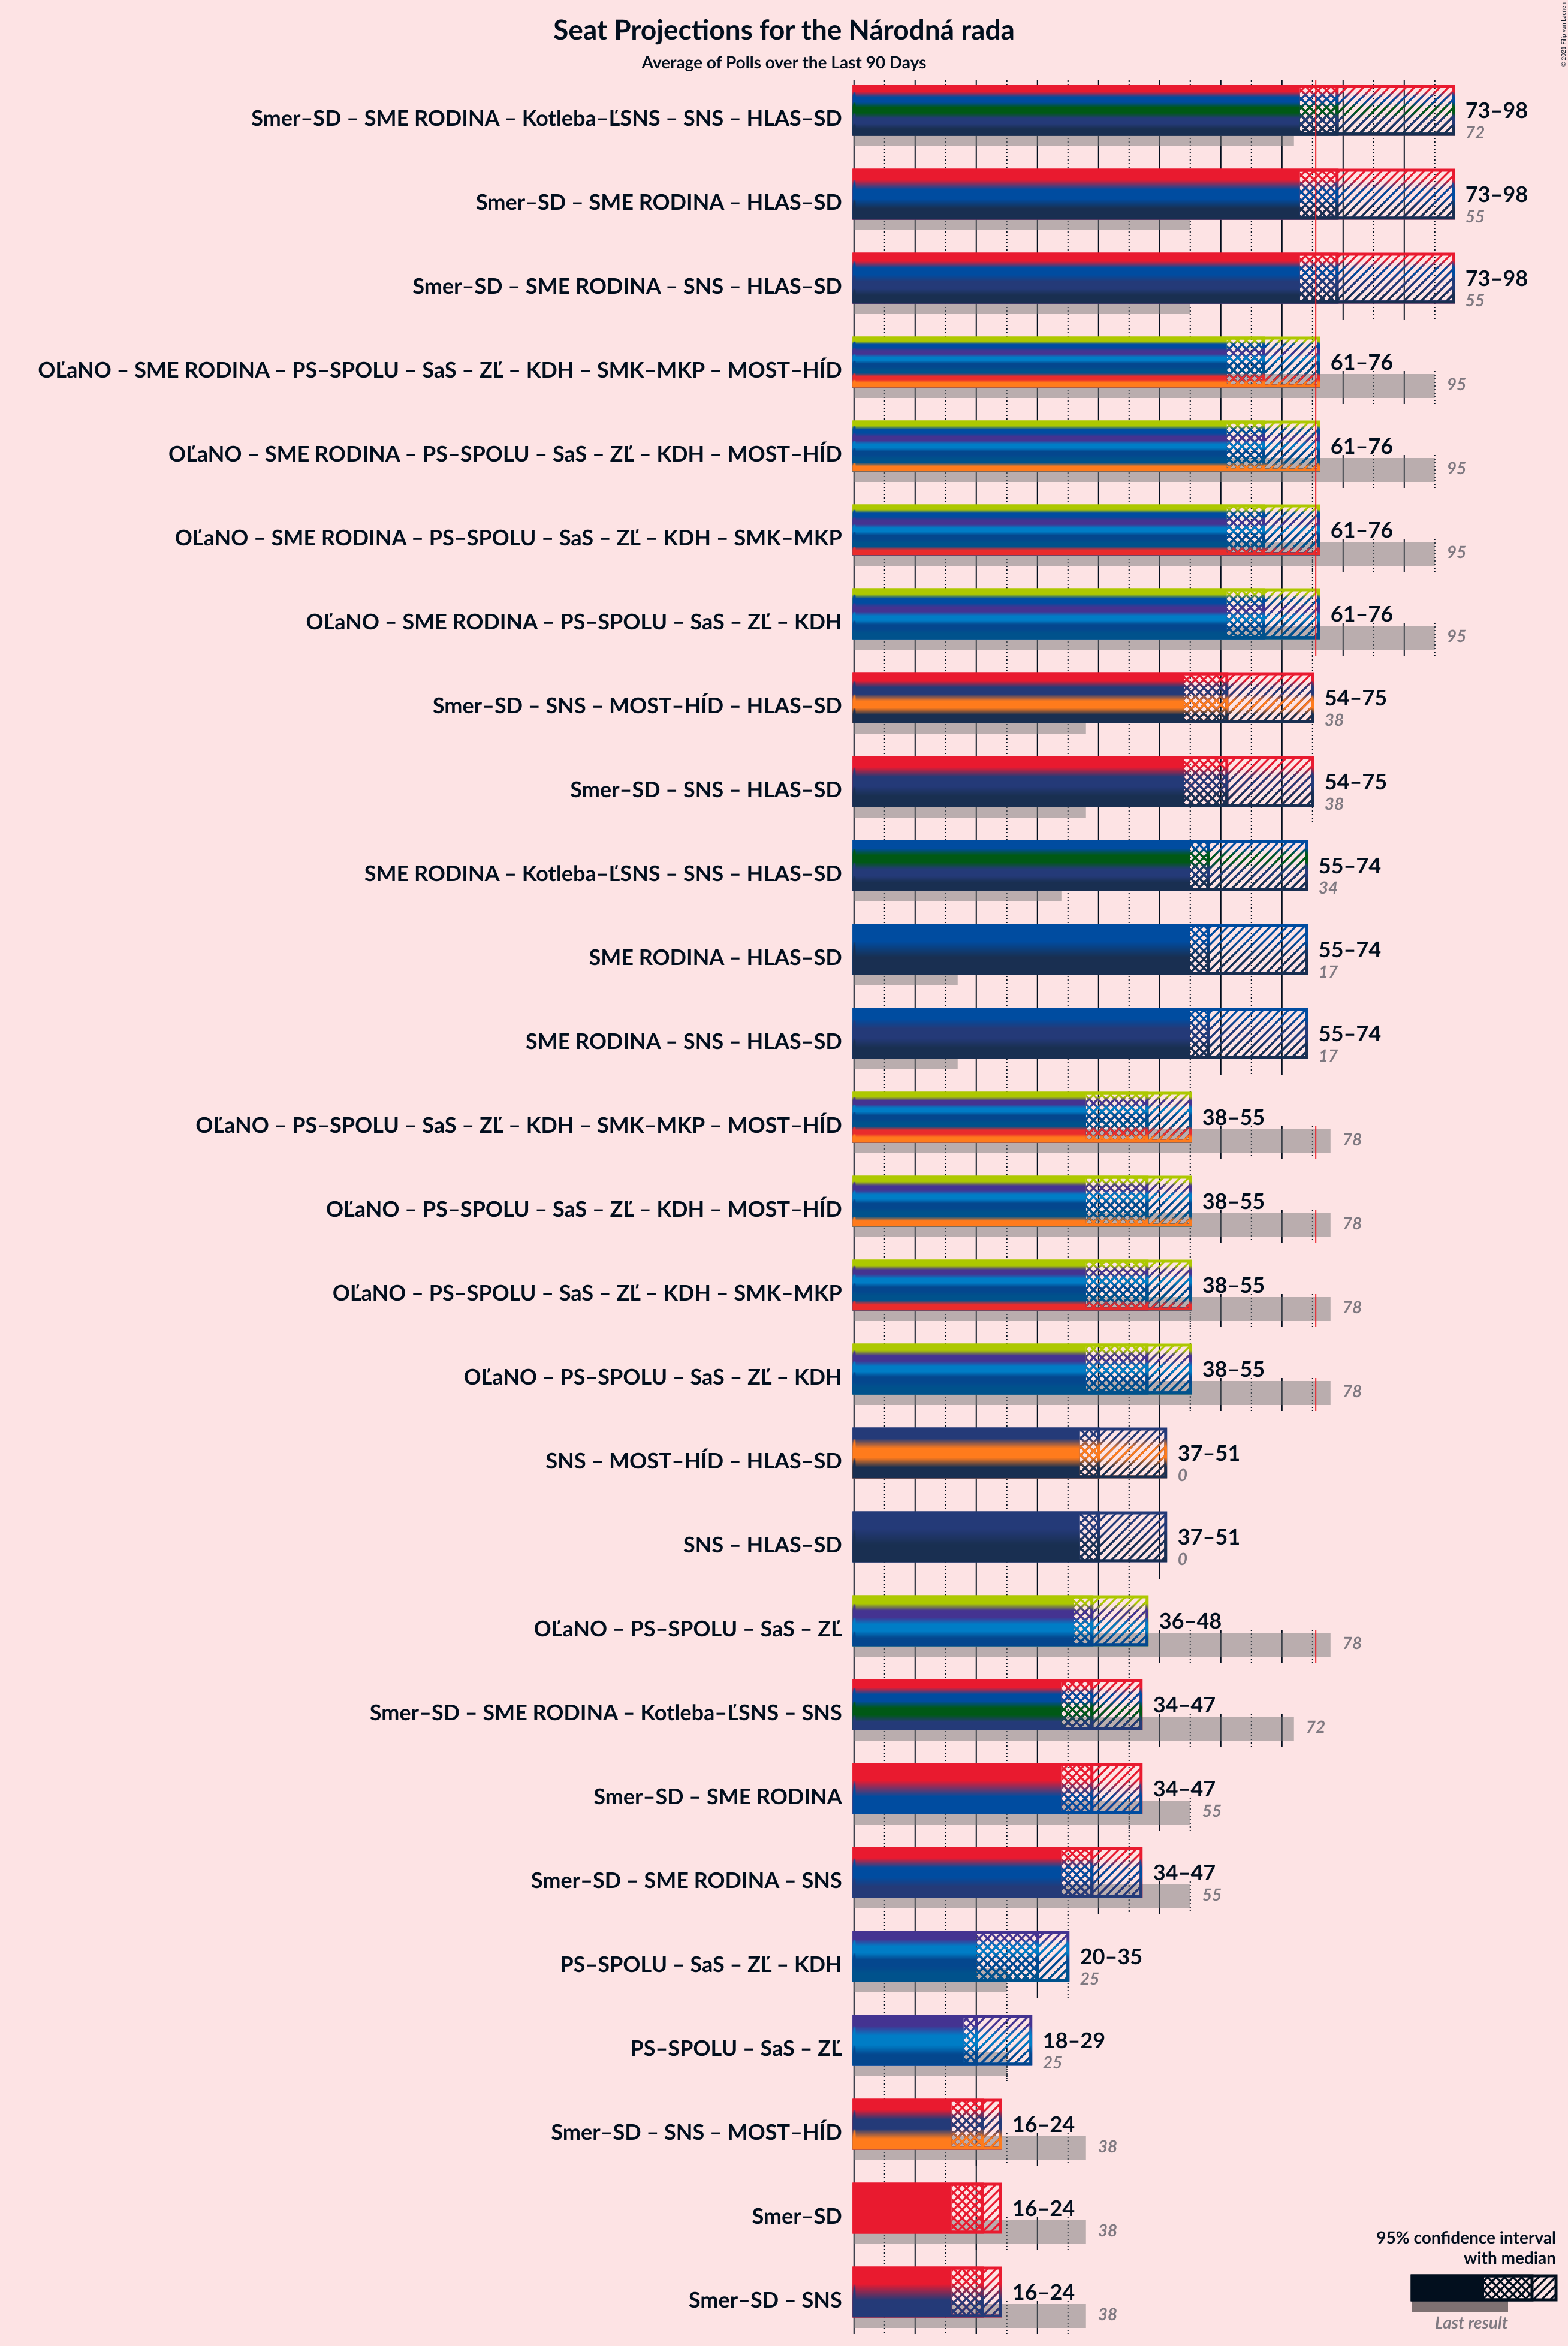 Seat Projections for the Národná rada
Average of Polls over the Last 90 Days
© 2021 Filip van Laenen
Smer–SD – SME RODINA – Kotleba–ĽSNS – SNS – HLAS–SD
73–98
72
Smer–SD – SME RODINA – HLAS–SD
73–98
55
Smer–SD – SME RODINA – SNS – HLAS–SD
73–98
55
OĽaNO – SME RODINA – PS–SPOLU – SaS – ZĽ – KDH – SMK–MKP – MOST–HÍD
61–76
95
OĽaNO – SME RODINA – PS–SPOLU – SaS – ZĽ – KDH – MOST–HÍD
61–76
95
OĽaNO – SME RODINA – PS–SPOLU – SaS – ZĽ – KDH – SMK–MKP
61–76
95
OĽaNO – SME RODINA – PS–SPOLU – SaS – ZĽ – KDH
61–76
95
Smer–SD – SNS – MOST–HÍD – HLAS–SD
54–75
38
Smer–SD – SNS – HLAS–SD
54–75
38
SME RODINA – Kotleba–ĽSNS – SNS – HLAS–SD
55–74
34
SME RODINA – HLAS–SD
55–74
17
SME RODINA – SNS – HLAS–SD
55–74
17
OĽaNO – PS–SPOLU – SaS – ZĽ – KDH – SMK–MKP – MOST–HÍD
38–55
78
OĽaNO – PS–SPOLU – SaS – ZĽ – KDH – MOST–HÍD
38–55
78
OĽaNO – PS–SPOLU – SaS – ZĽ – KDH – SMK–MKP
38–55
78
OĽaNO – PS–SPOLU – SaS – ZĽ – KDH
38–55
78
SNS – MOST–HÍD – HLAS–SD
37–51
0
SNS – HLAS–SD
37–51
0
OĽaNO – PS–SPOLU – SaS – ZĽ
36–48
78
Smer–SD – SME RODINA – Kotleba–ĽSNS – SNS
34–47
72
Smer–SD – SME RODINA
34–47
55
Smer–SD – SME RODINA – SNS
34–47
55
PS–SPOLU – SaS – ZĽ – KDH
20–35
25
PS–SPOLU – SaS – ZĽ
18–29
25
Smer–SD – SNS – MOST–HÍD
16–24
38
Smer–SD
16–24
38
Smer–SD – SNS
16–24
38
95% confidence interval
with median
Last result